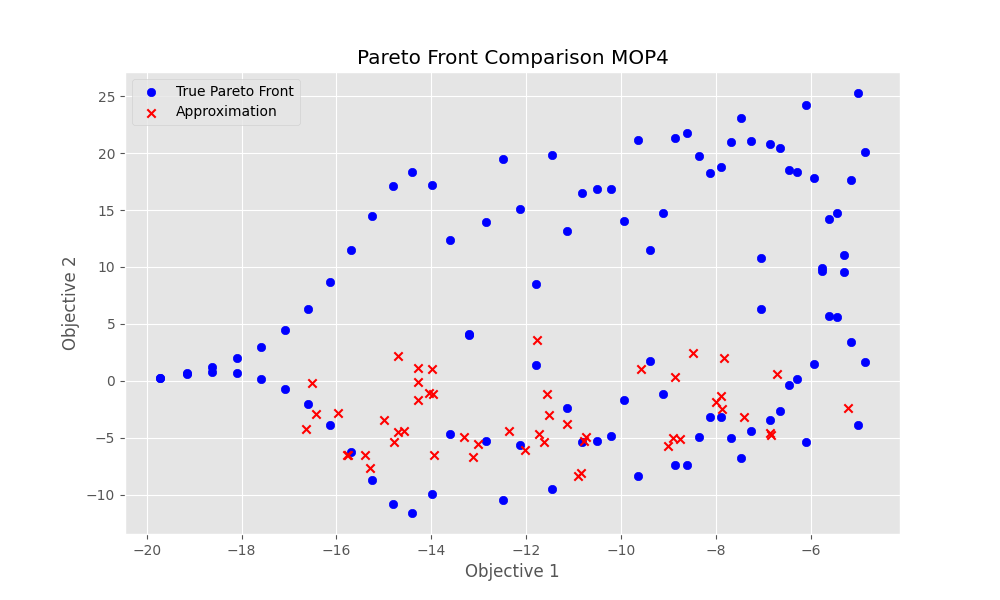 Pareto Front Comparison MOP4
True Pareto Front
Approximation
25
20
15
10
5
0
−5
−10
Objective 2
−20 −18 −16 −14 −12 −10 −8 −6
Objective 1